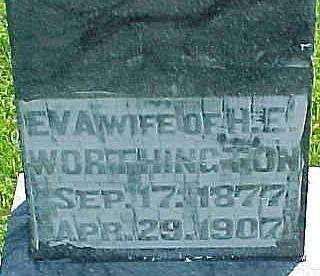 EVA WIFE OF H.E.
WORTHINGTON
SEP. 17. 1877
APR. 29. 1907